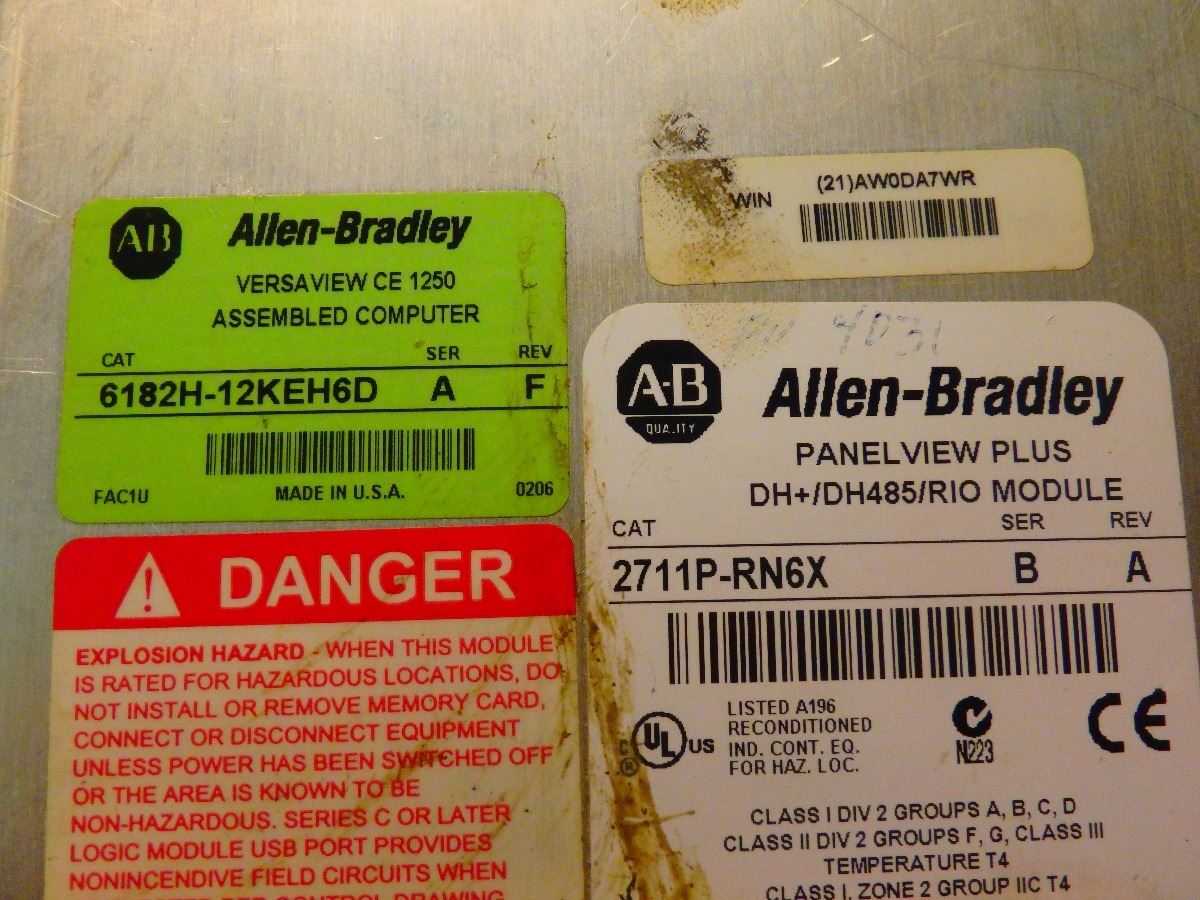 AB Allen-Bradley
VERSAVIEW CE 1250
ASSEMBLED COMPUTER
CAT SER REV
6182H-12KEH6D A F
FAC1U MADE IN U.S.A. 0206
WIN (21)AW0DA7WR
4031
A-B QUALITY
Allen-Bradley
PANELVIEW PLUS
DH+/DH485/RIO MODULE
CAT SER REV
2711P-RN6X B A
C UL US ®
LISTED A196
RECONDITIONED
IND. CONT. EQ.
FOR HAZ. LOC.
N223
CE
CLASS I DIV 2 GROUPS A, B, C, D
CLASS II DIV 2 GROUPS F, G, CLASS III
TEMPERATURE T4
CLASS I, ZONE 2 GROUP IIC T4
DANGER
EXPLOSION HAZARD - WHEN THIS MODULE
IS RATED FOR HAZARDOUS LOCATIONS, DO
NOT INSTALL OR REMOVE MEMORY CARD,
CONNECT OR DISCONNECT EQUIPMENT
UNLESS POWER HAS BEEN SWITCHED OFF
OR THE AREA IS KNOWN TO BE
NON-HAZARDOUS. SERIES C OR LATER
LOGIC MODULE USB PORT PROVIDES
NONINCENDIVE FIELD CIRCUITS WHEN
PER CONTROL DRAWING